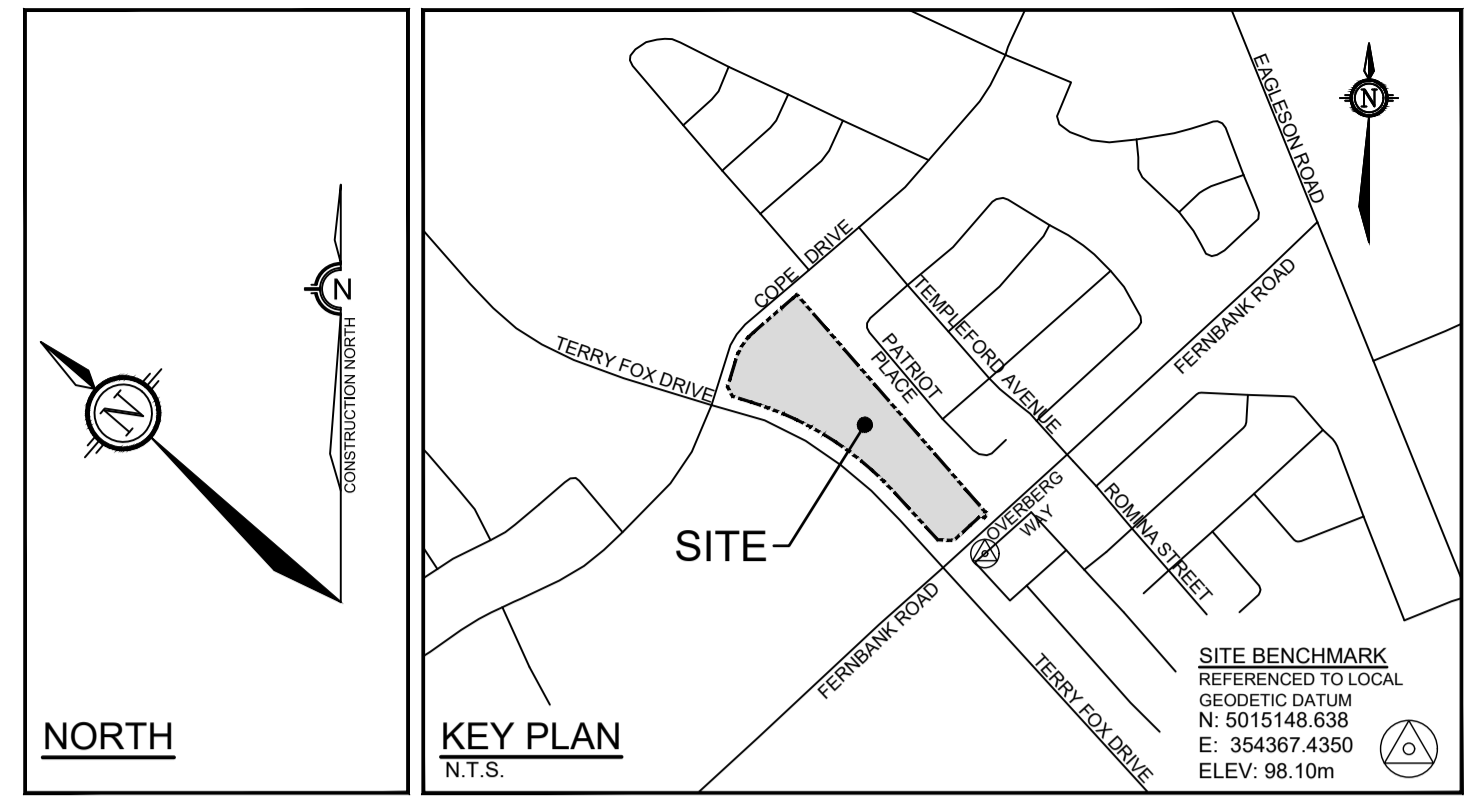 N
CONSTRUCTION NORTH
N
NORTH
EAGLESON ROAD
N
COPE DRIVE
TERRY FOX DRIVE
TEMPLEFORD AVENUE
PATRIOT
PLACE
FERNBANK ROAD
SITE
OVERBERG
WAY
ROMINA STREET
FERNBANK ROAD
TERRY FOX DRIVE
KEY PLAN
N.T.S.
SITE BENCHMARK
REFERENCED TO LOCAL
GEODETIC DATUM
N: 5015148.638
E: 354367.4350
ELEV: 98.10m